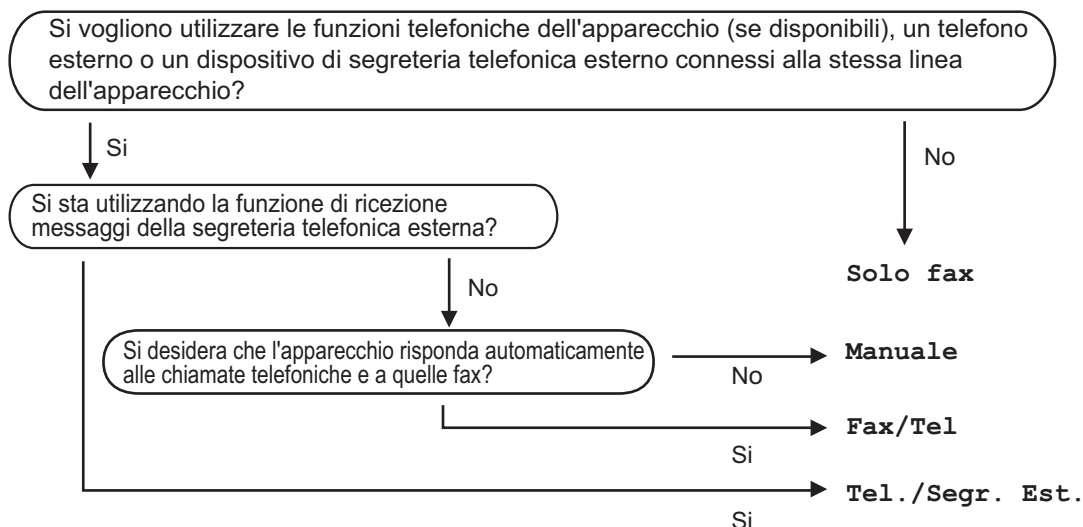 Si vogliono utilizzare le funzioni telefoniche dell'apparecchio (se disponibili), un telefono
esterno o un dispositivo di segreteria telefonica esterno connessi alla stessa linea
dell'apparecchio?
Si
No
Si sta utilizzando la funzione di ricezione
messaggi della segreteria telefonica esterna?
Solo fax
No
Si desidera che l'apparecchio risponda automaticamente
alle chiamate telefoniche e a quelle fax?
Manuale
No
Fax/Tel
Si
Tel./Segr. Est.
Si